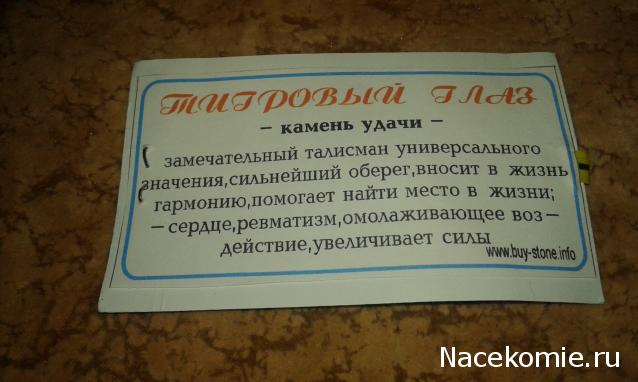 ТИГРОВЫЙ ГЛАЗ
– камень удачи –
замечательный талисман универсального
значения,сильнейший оберег,вносит в жизнь
гармонию,помогает найти место в жизни;
–сердце,ревматизм,омолаживающее воз–
действие,увеличивает силы
www.buy-stone.info
Nacekomie.ru